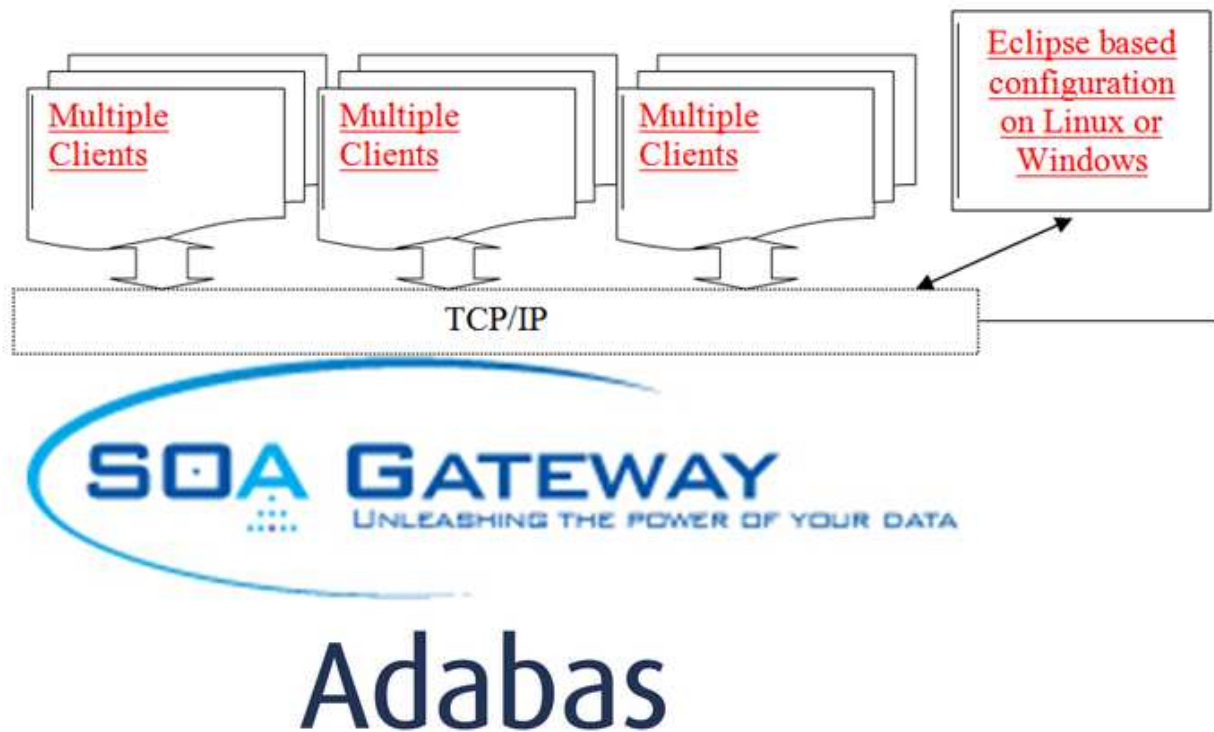 Multiple
Clients
Multiple
Clients
Multiple
Clients
Eclipse based
configuration
on Linux or
Windows
TCP/IP
SOA GATEWAY
UNLEASHING THE POWER OF YOUR DATA
Adabas